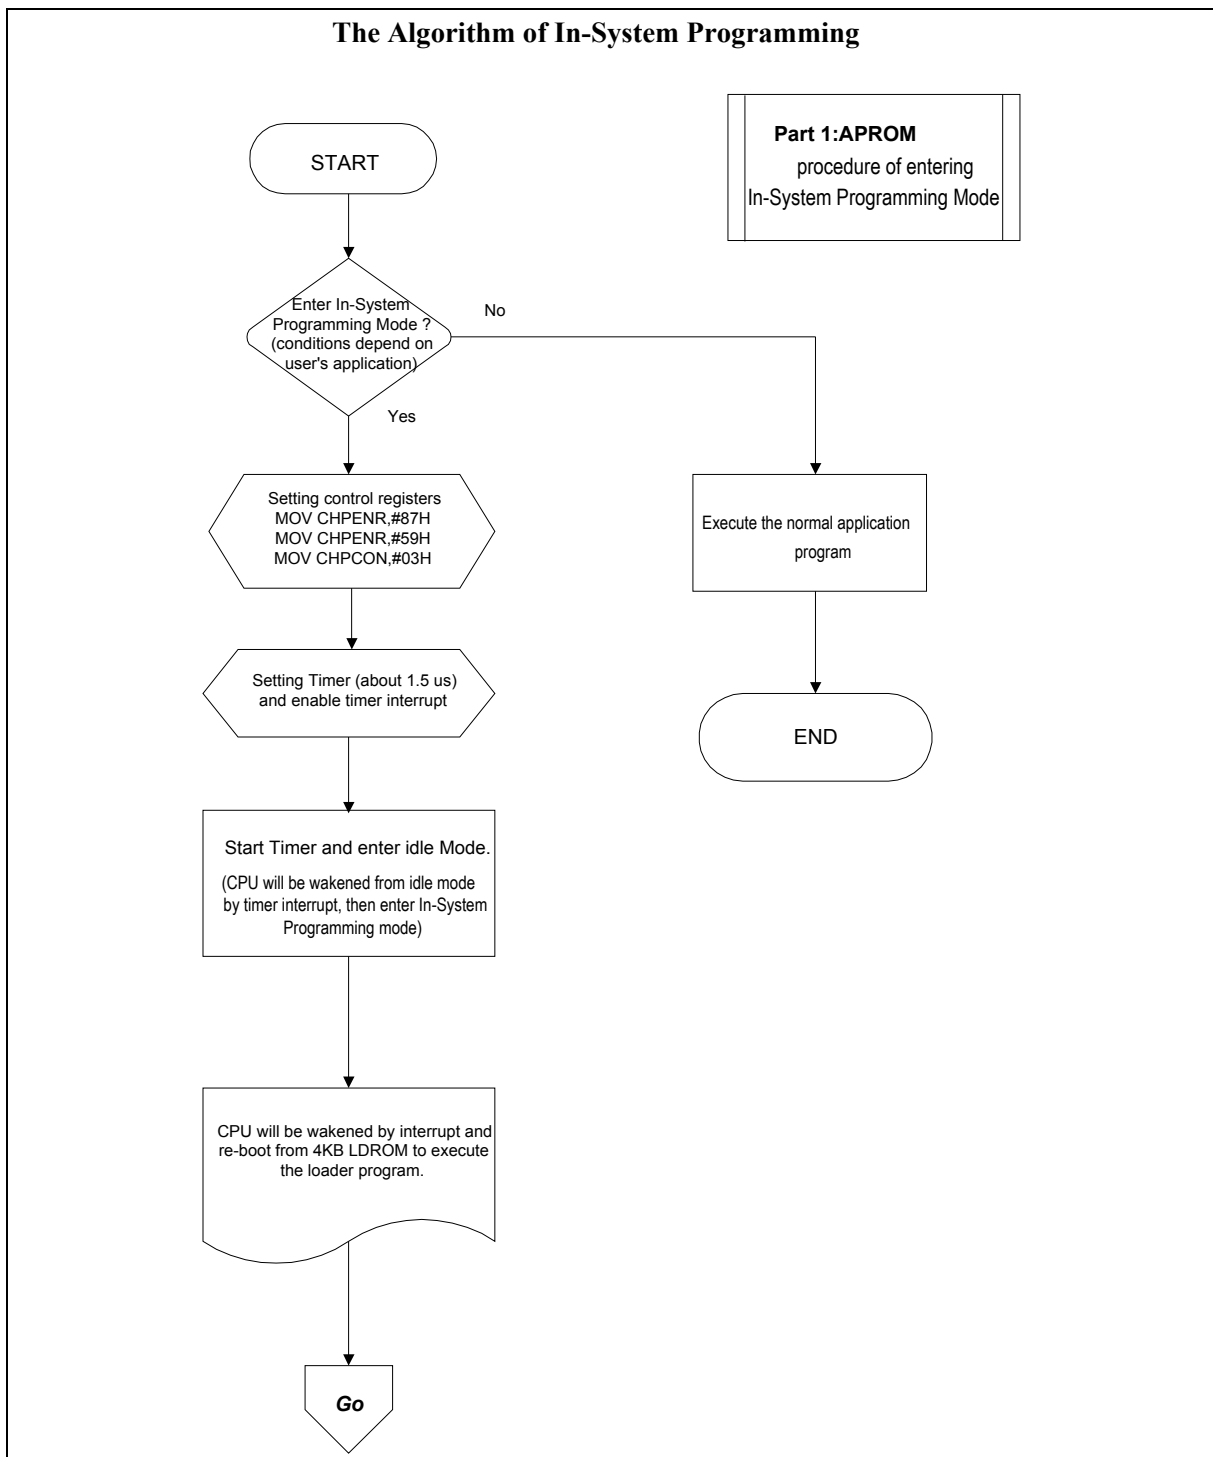 The Algorithm of In-System Programming
Part 1:APROM
procedure of entering
In-System Programming Mode
START
Enter In-System
Programming Mode ?
(conditions depend on
user's application)
No
Yes
Setting control registers
MOV CHPENR,#87H
MOV CHPENR,#59H
MOV CHPCON,#03H
Execute the normal application
program
Setting Timer (about 1.5 us)
and enable timer interrupt
END
Start Timer and enter idle Mode.
(CPU will be wakened from idle mode
by timer interrupt, then enter In-System
Programming mode)
CPU will be wakened by interrupt and
re-boot from 4KB LDROM to execute
the loader program.
Go